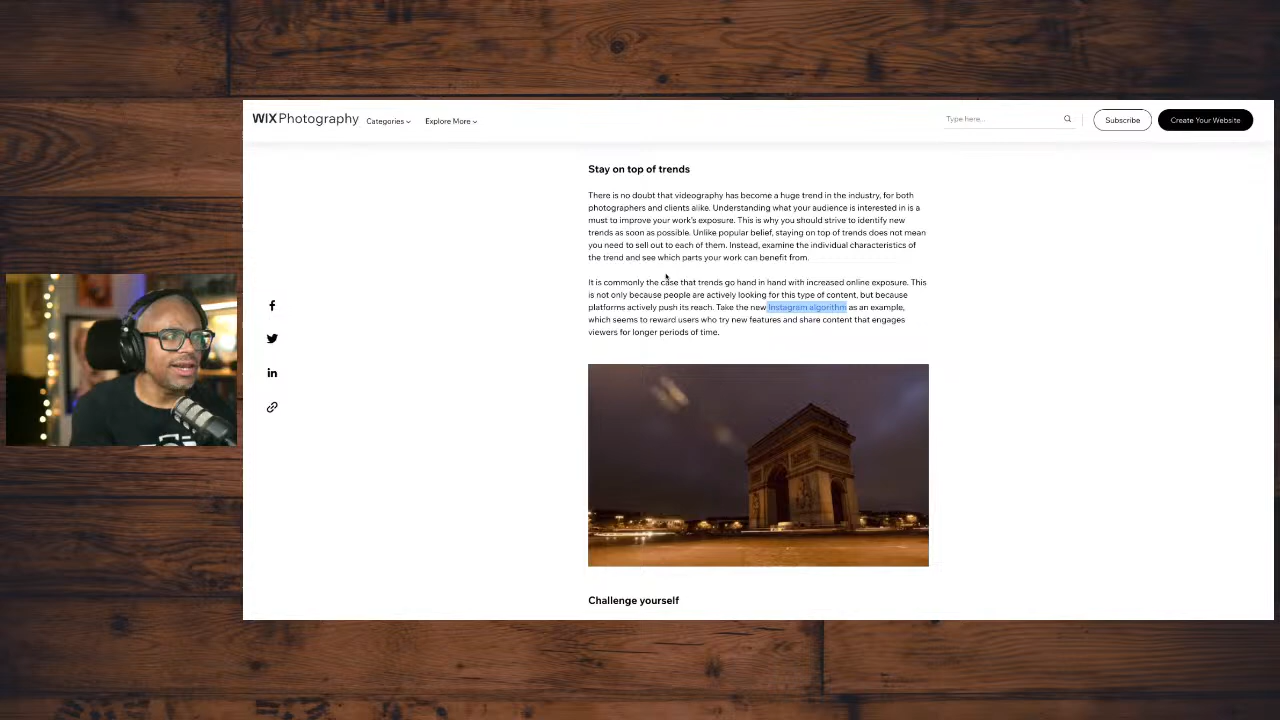 WIX Photography
Categories
Explore More
Type here...
Subscribe
Create Your Website
Stay on top of trends
There is no doubt that videography has become a huge trend in the industry, for both
photographers and clients alike. Understanding what your audience is interested in is a
must to improve your work's exposure. This is why you should strive to identify new
trends as soon as possible. Unlike popular belief, staying on top of trends does not mean
you need to sell out to each of them. Instead, examine the individual characteristics of
the trend and see which parts your work can benefit from.
It is commonly the case that trends go hand in hand with increased online exposure. This
is not only because people are actively looking for this type of content, but because
platforms actively push its reach. Take the new Instagram algorithm as an example,
which seems to reward users who try new features and share content that engages
viewers for longer periods of time.
Challenge yourself